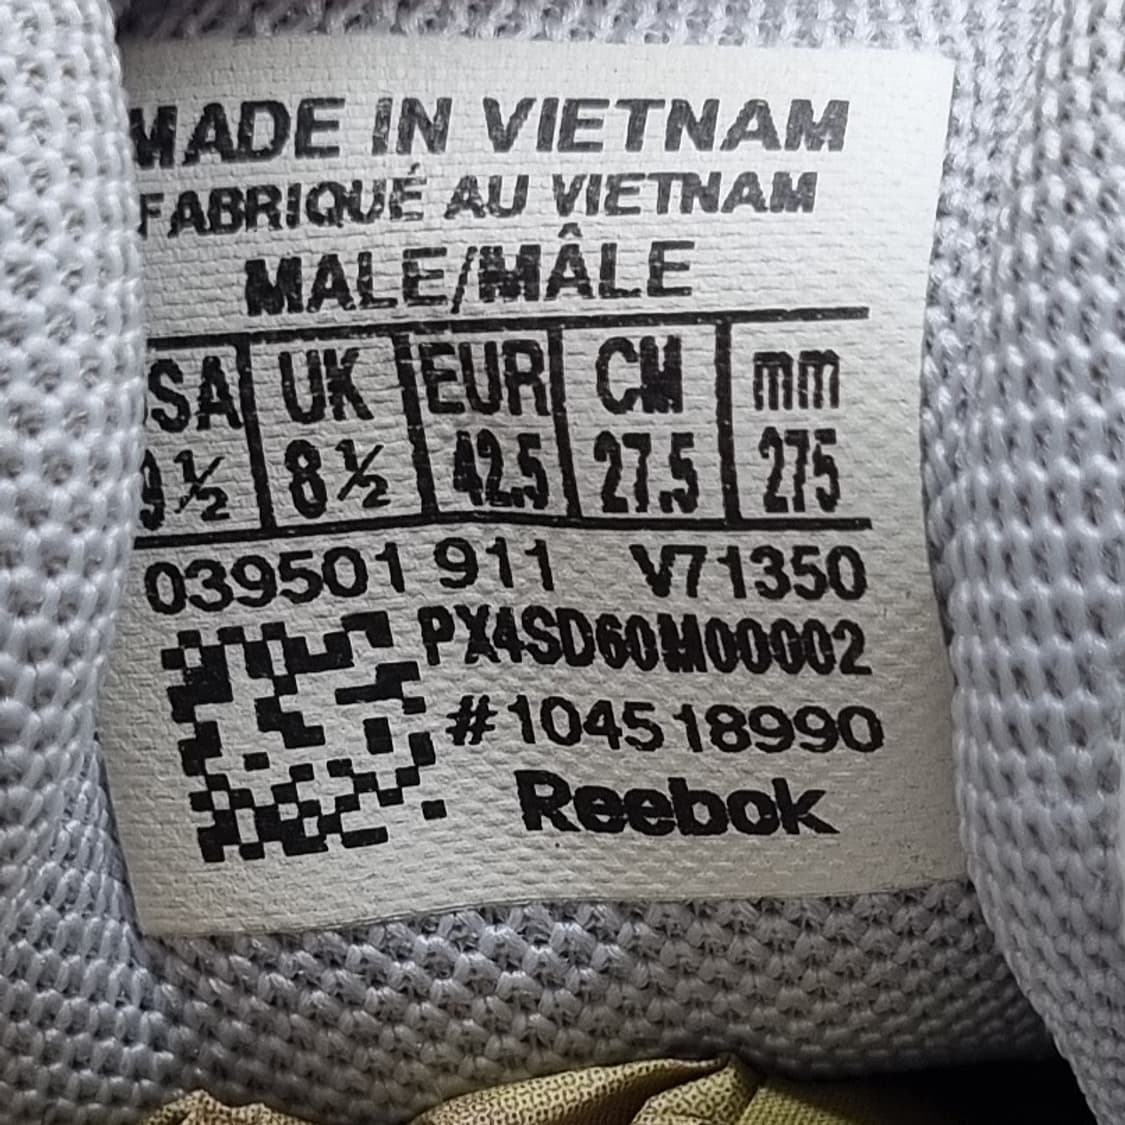 MADE IN VIETNAM
FABRIQUÉ AU VIETNAM
MALE/MÂLE
SA UK EUR CM mm
9½ 8½ 42.5 27.5 275
039501 911 V71350
PX4SD60M00002
#104518990
Reebok